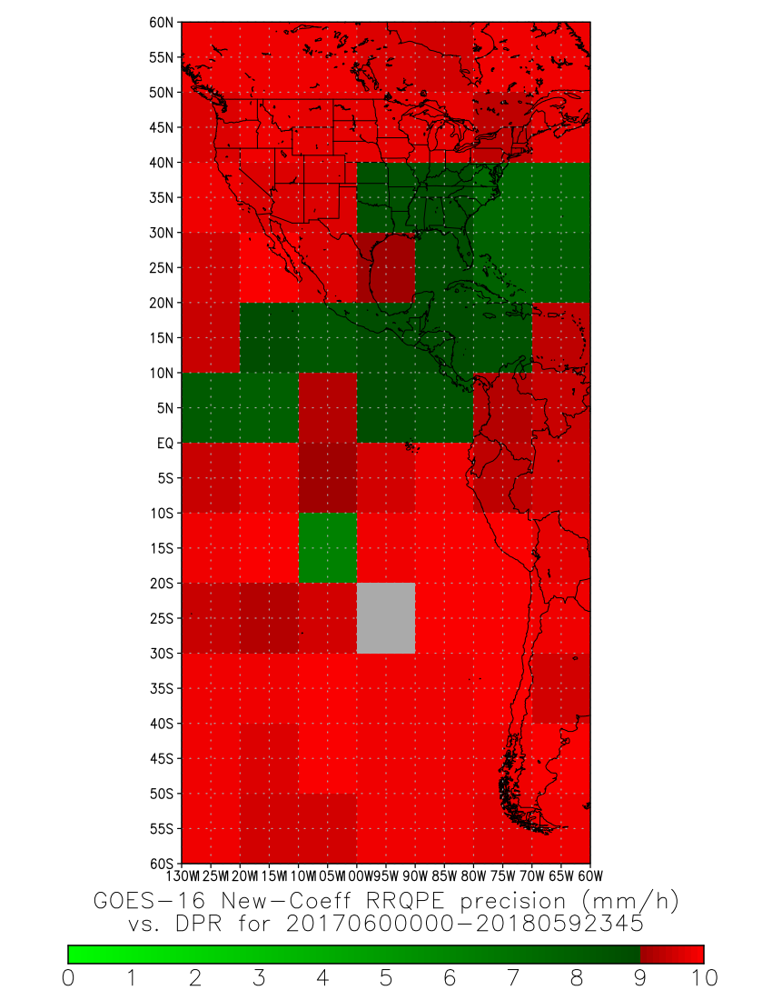 60N
55N
50N
45N
40N
35N
30N
25N
20N
15N
10N
5N
EQ
5S
10S
15S
20S
25S
30S
35S
40S
45S
50S
55S
60S
130W 125W 120W 115W 110W 105W 100W 95W 90W 85W 80W 75W 70W 65W 60W
GOES-16 New-Coeff RRQPE precision (mm/h)
vs. DPR for 20170600000-20180592345
0 1 2 3 4 5 6 7 8 9 10